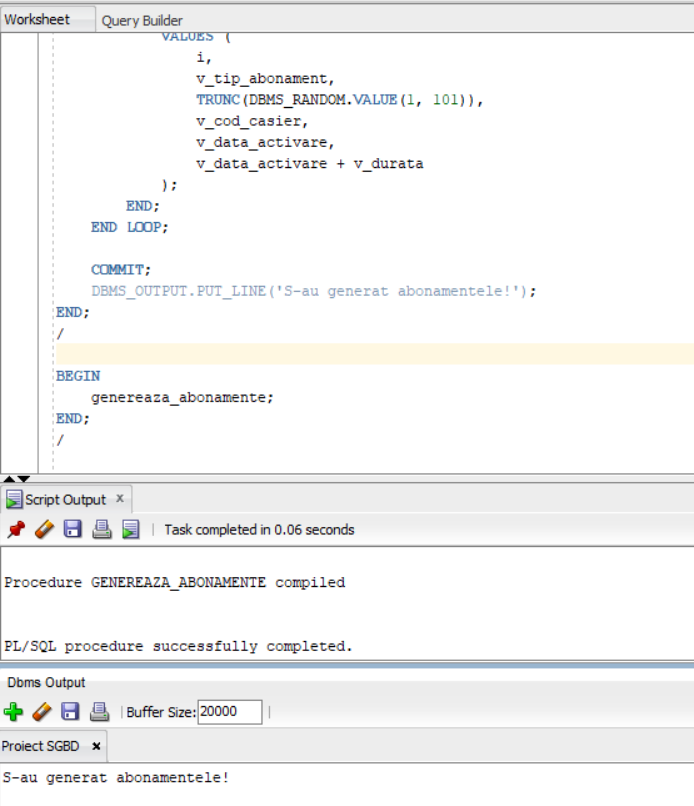 Worksheet Query Builder
VALUES (
i,
v_tip_abonament,
TRUNC(DBMS_RANDOM.VALUE(1, 101)),
v_cod_casier,
v_data_activare,
v_data_activare + v_durata
);
END;
END LOOP;
COMMIT;
DBMS_OUTPUT.PUT_LINE('S-au generat abonamentele!');
END;
/
BEGIN
genereaza_abonamente;
END;
/
Script Output x
Task completed in 0.06 seconds
Procedure GENEREAZA_ABONAMENTE compiled
PL/SQL procedure successfully completed.
Dbms Output
Buffer Size: 20000
Proiect SGBD x
S-au generat abonamentele!